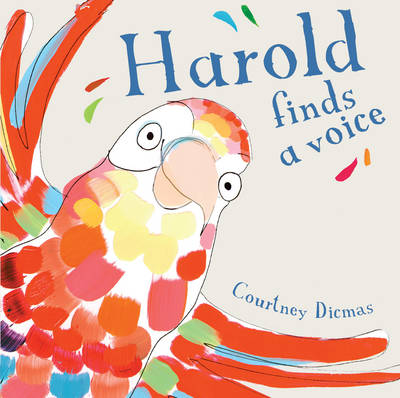 Harold
finds
a voice
Courtney Dicmas